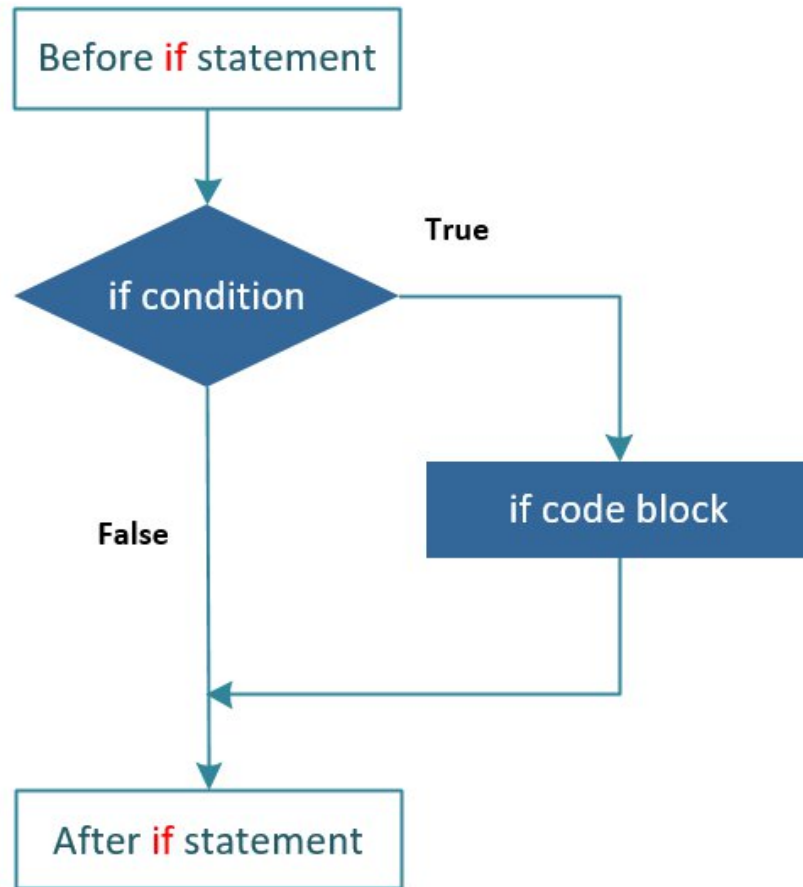 Before if statement
True
if condition
if code block
False
After if statement